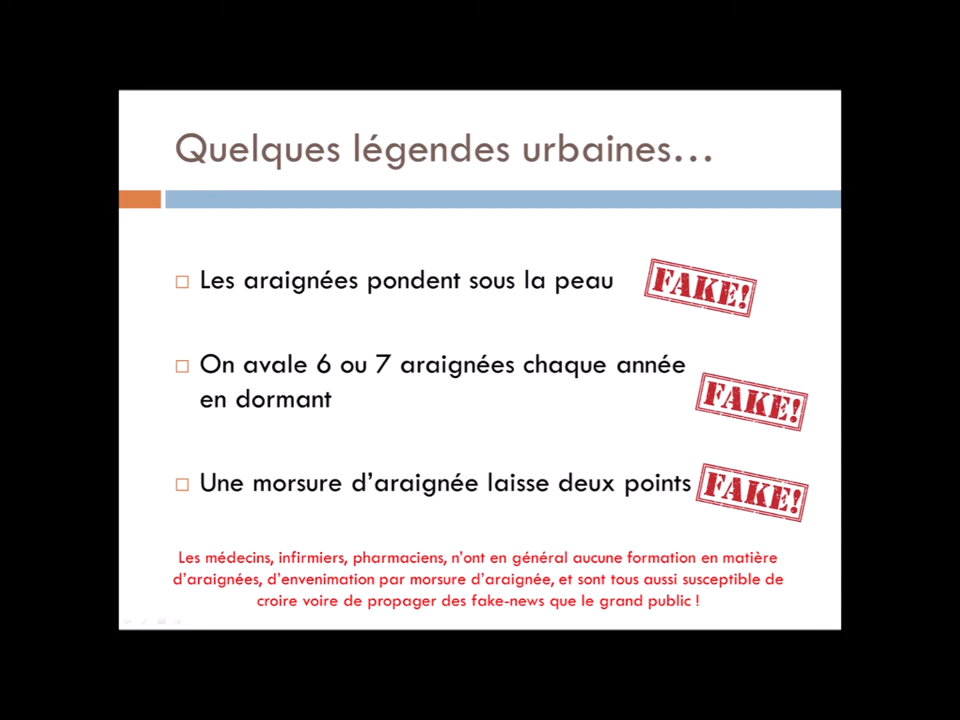 Quelques légendes urbaines...
Les araignées pondent sous la peau
FAKE!
On avale 6 ou 7 araignées chaque année
en dormant
FAKE!
Une morsure d'araignée laisse deux points
FAKE!
Les médecins, infirmiers, pharmaciens, n'ont en général aucune formation en matière
d'araignées, d'envenimation par morsure d'araignée, et sont tous aussi susceptible de
croire voire de propager des fake-news que le grand public !